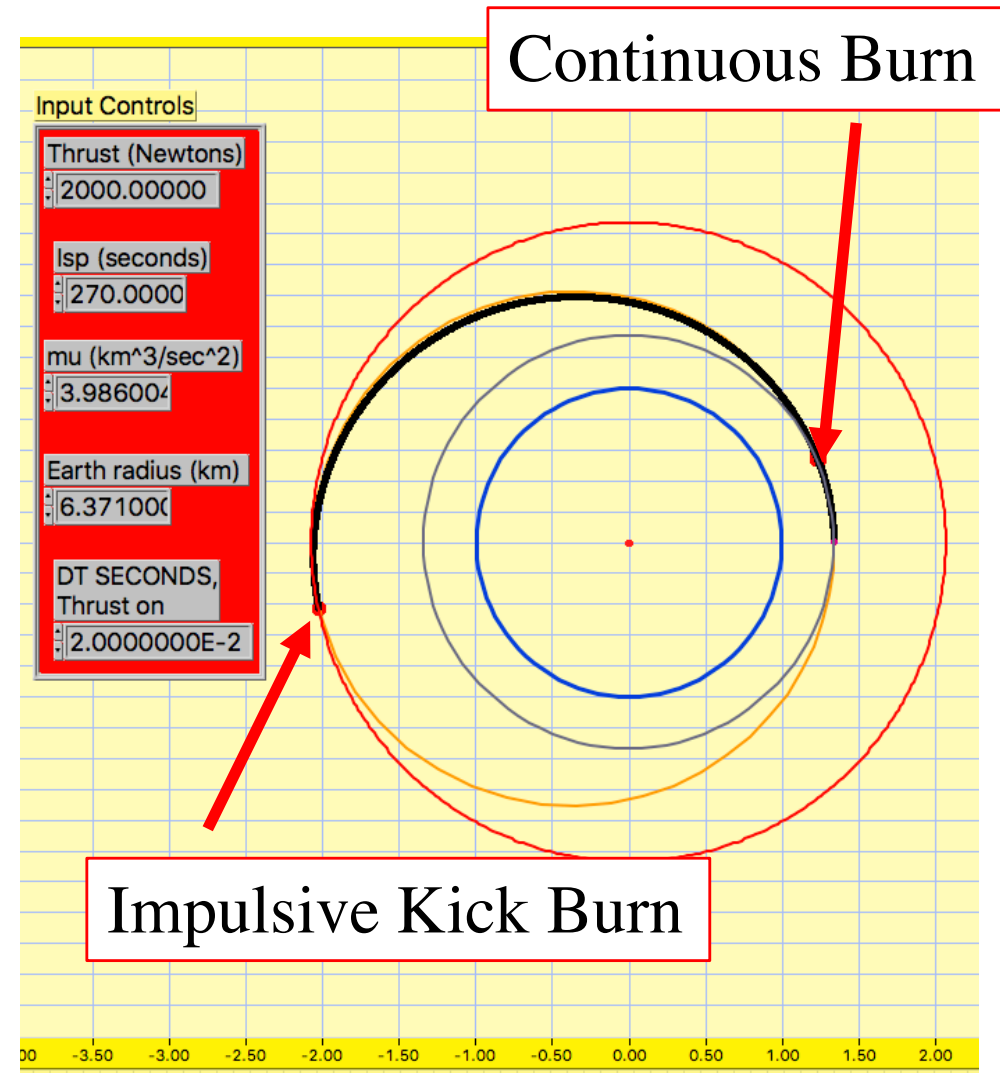 Continuous Burn
Input Controls
Thrust (Newtons)
2000.00000
Isp (seconds)
270.0000
mu (km^3/sec^2)
3.986004
Earth radius (km)
6.371000
DT SECONDS,
Thrust on
2.0000000E-2
Impulsive Kick Burn
00 -3.50 -3.00 -2.50 -2.00 -1.50 -1.00 -0.50 0.00 0.50 1.00 1.50 2.00